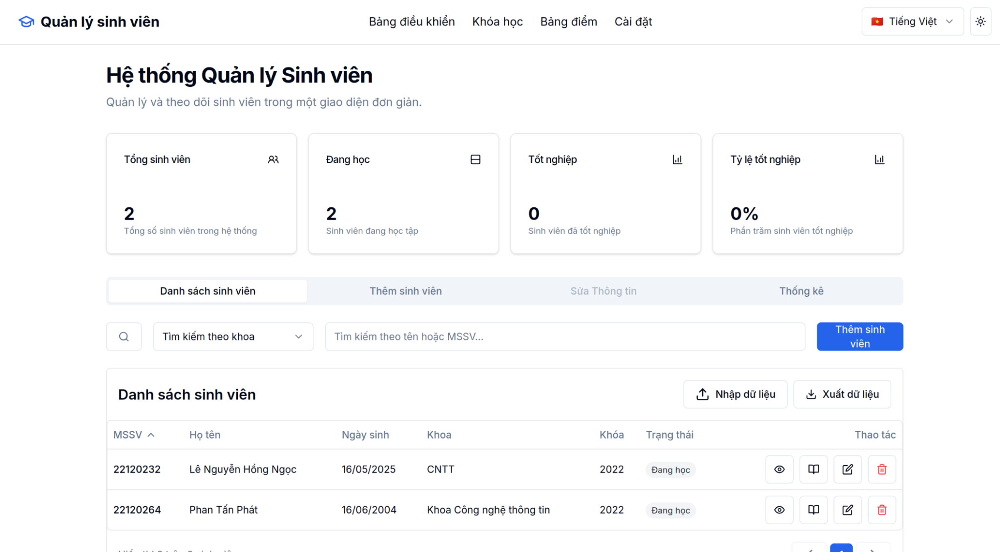 Quản lý sinh viên
Bảng điều khiển Khóa học Bảng điểm Cài đặt
Tiếng Việt
Hệ thống Quản lý Sinh viên
Quản lý và theo dõi sinh viên trong một giao diện đơn giản.
Tổng sinh viên
2
Tổng số sinh viên trong hệ thống
Đang học
2
Sinh viên đang học tập
Tốt nghiệp
0
Sinh viên đã tốt nghiệp
Tỷ lệ tốt nghiệp
0%
Phần trăm sinh viên tốt nghiệp
Danh sách sinh viên Thêm sinh viên Sửa Thông tin Thống kê
Tìm kiếm theo khoa
Tìm kiếm theo tên hoặc MSSV...
Thêm sinh
viên
Danh sách sinh viên
Nhập dữ liệu
Xuất dữ liệu
MSSV Họ tên Ngày sinh Khoa Khóa Trạng thái Thao tác
22120232 Lê Nguyễn Hồng Ngọc 16/05/2025 CNTT 2022 Đang học
22120264 Phan Tấn Phát 16/06/2004 Khoa Công nghệ thông tin 2022 Đang học